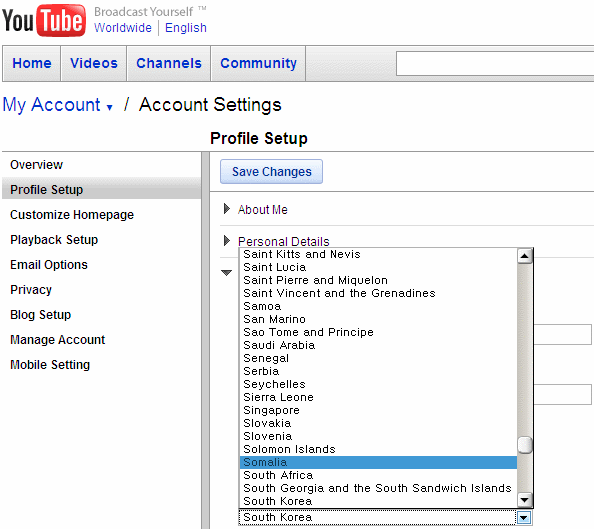 YouTube Broadcast Yourself ™
Worldwide | English
Home Videos Channels Community
My Account ▾ / Account Settings
Profile Setup
Overview
Profile Setup
Customize Homepage
Playback Setup
Email Options
Privacy
Blog Setup
Manage Account
Mobile Setting
Save Changes
About Me
Personal Details
Saint Kitts and Nevis
Saint Lucia
Saint Pierre and Miquelon
Saint Vincent and the Grenadines
Samoa
San Marino
Sao Tome and Principe
Saudi Arabia
Senegal
Serbia
Seychelles
Sierra Leone
Singapore
Slovakia
Slovenia
Solomon Islands
Somalia
South Africa
South Georgia and the South Sandwich Islands
South Korea
South Korea